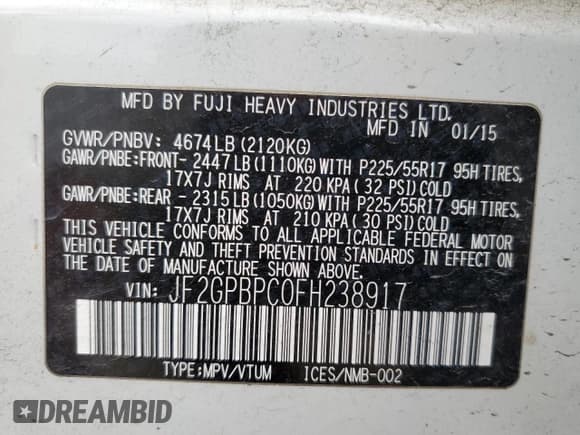 MFD BY FUJI HEAVY INDUSTRIES LTD.
MFD IN 01/15
GVWR/PNBV: 4674LB(2120KG)
GAWR/PNBE:FRONT- 2447LB(1110KG)WITH P225/55R17 95H TIRES,
17X7J RIMS AT 220 KPA( 32 PSI)COLD
GAWR/PNBE:REAR - 2315LB(1050KG)WITH P225/55R17 95H TIRES,
17X7J RIMS AT 210 KPA( 30 PSI)COLD
THIS VEHICLE CONFORMS TO ALL APPLICABLE FEDERAL MOTOR
VEHICLE SAFETY AND THEFT PREVENTION STANDARDS IN EFFECT
ON THE DATE OF MANUFACTURE SHOWN ABOVE.
VIN: JF2GPBPC0FH238917
TYPE:MPV/VTUM ICES/NMB-002
DREAMBID